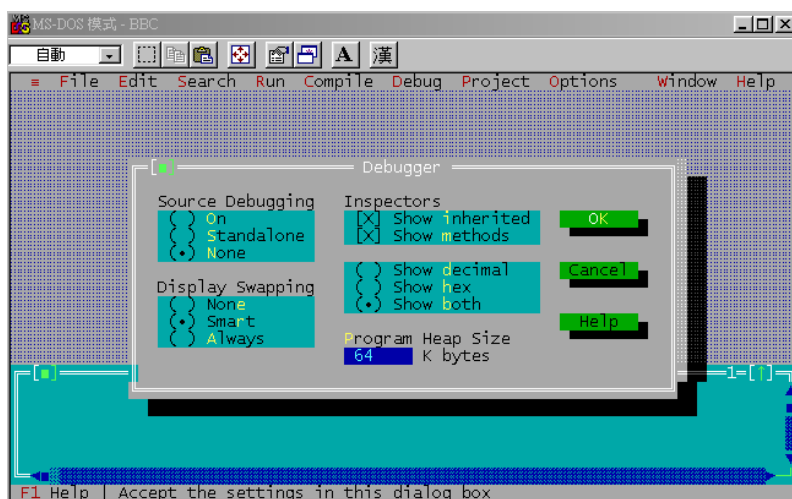 MS-DOS 模式 - BBC
自動
A 漢
≡ File Edit Search Run Compile Debug Project Options Window Help
[■] Debugger
Source Debugging
( ) On
( ) Standalone
(•) None
Display Swapping
( ) None
(•) Smart
( ) Always
Inspectors
[X] Show inherited
[X] Show methods
( ) Show decimal
( ) Show hex
(•) Show both
Program Heap Size
64 K bytes
OK
Cancel
Help
[■] 1=[↑]
F1 Help | Accept the settings in this dialog box